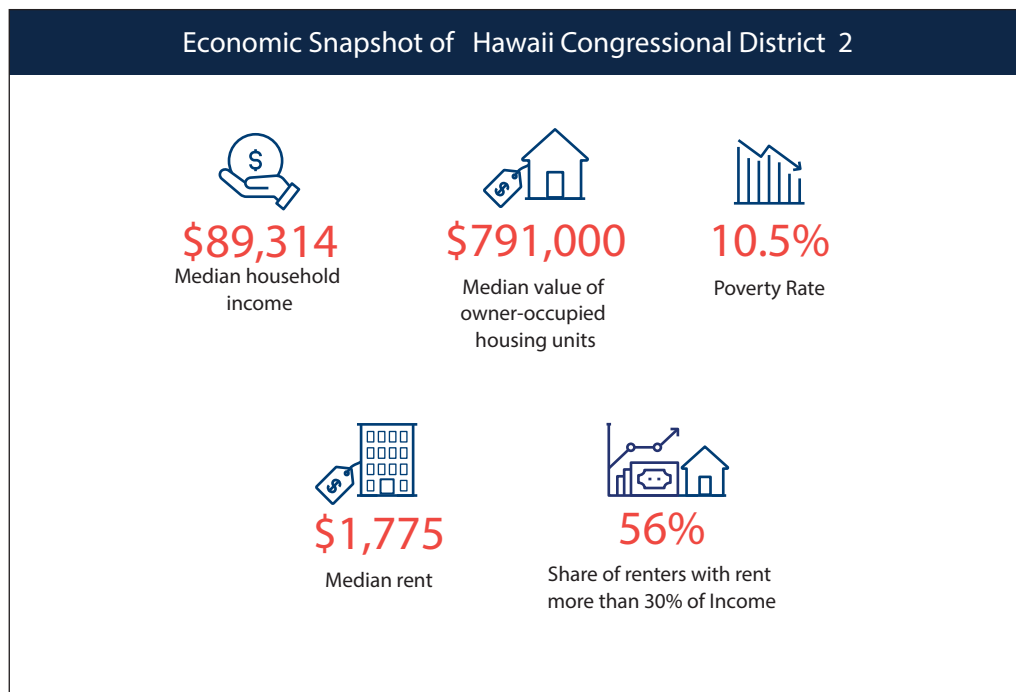 Economic Snapshot of Hawaii Congressional District 2
$
$
$89,314
Median household
income
$791,000
Median value of
owner-occupied
housing units
10.5%
Poverty Rate
$
$1,775
Median rent
56%
Share of renters with rent
more than 30% of Income